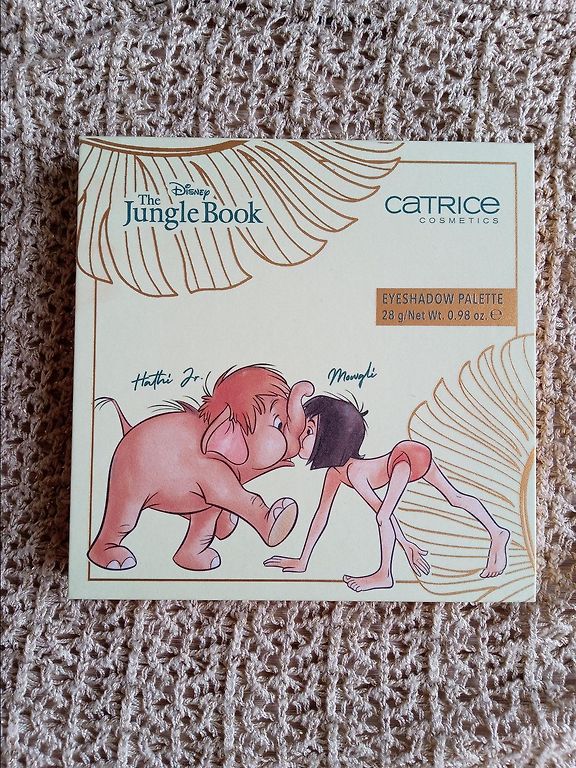 Disney
The
Jungle Book
CATRICE
COSMETICS
EYESHADOW PALETTE
28 g/Net Wt. 0.98 oz. ℮
Hathi Jr.
Mowgli